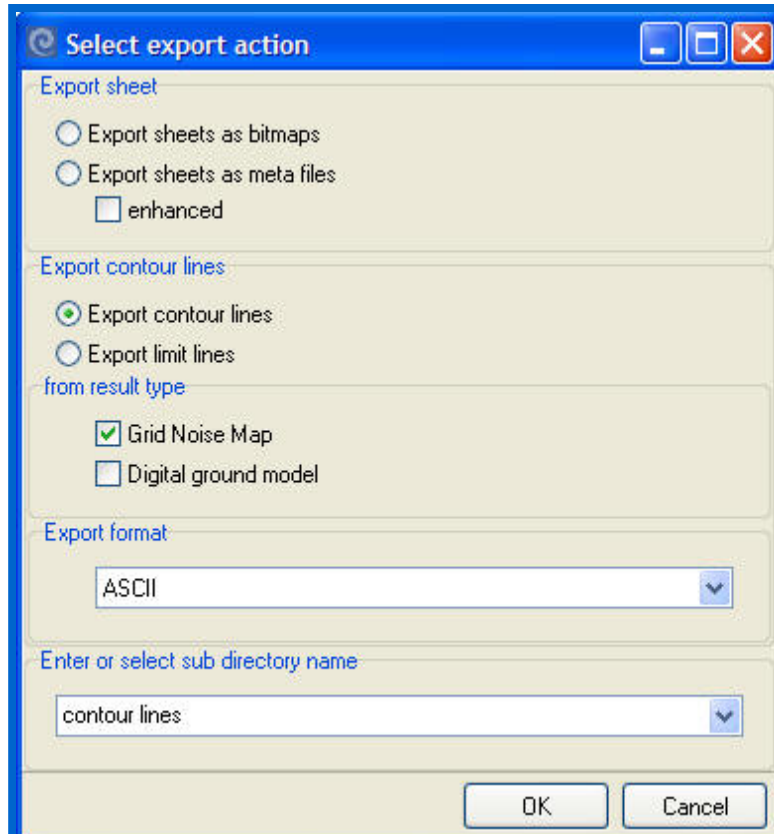 Select export action
Export sheet
Export sheets as bitmaps
Export sheets as meta files
enhanced
Export contour lines
Export contour lines
Export limit lines
from result type
Grid Noise Map
Digital ground model
Export format
ASCII
Enter or select sub directory name
contour lines
OK
Cancel